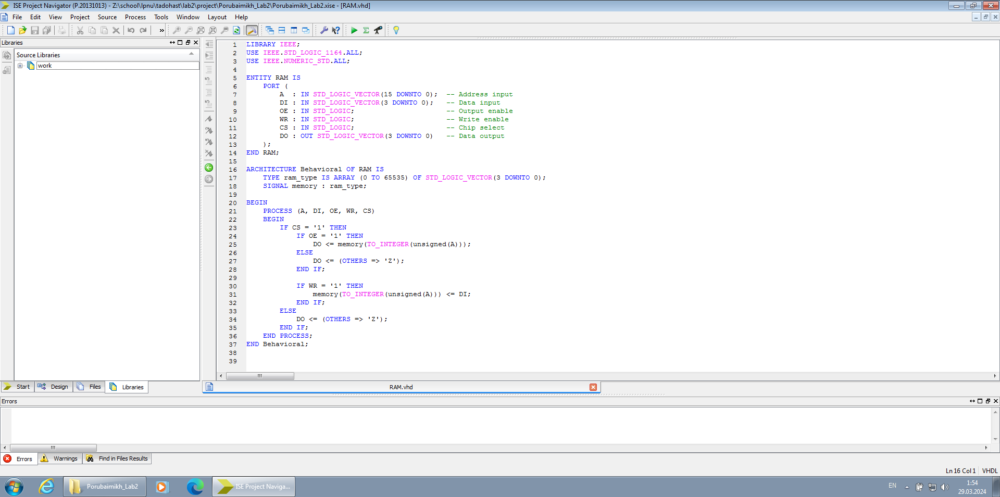 ISE Project Navigator (P.20131013) - Z:\school\lpnu\tadohast\lab2\project\Porubaimikh_Lab2\Porubaimikh_Lab2.xise - [RAM.vhd]
File Edit View Project Source Process Tools Window Layout Help
»
Libraries
Source Libraries
work
1 LIBRARY IEEE;
2 USE IEEE.STD_LOGIC_1164.ALL;
3 USE IEEE.NUMERIC_STD.ALL;
4
5 ENTITY RAM IS
6 PORT (
7 A : IN STD_LOGIC_VECTOR(15 DOWNTO 0); -- Address input
8 DI : IN STD_LOGIC_VECTOR(3 DOWNTO 0); -- Data input
9 OE : IN STD_LOGIC; -- Output enable
10 WR : IN STD_LOGIC; -- Write enable
11 CS : IN STD_LOGIC; -- Chip select
12 DO : OUT STD_LOGIC_VECTOR(3 DOWNTO 0) -- Data output
13 );
14 END RAM;
15
16 ARCHITECTURE Behavioral OF RAM IS
17 TYPE ram_type IS ARRAY (0 TO 65535) OF STD_LOGIC_VECTOR(3 DOWNTO 0);
18 SIGNAL memory : ram_type;
19
20 BEGIN
21 PROCESS (A, DI, OE, WR, CS)
22 BEGIN
23 IF CS = '1' THEN
24 IF OE = '1' THEN
25 DO <= memory(TO_INTEGER(unsigned(A)));
26 ELSE
27 DO <= (OTHERS => 'Z');
28 END IF;
29
30 IF WR = '1' THEN
31 memory(TO_INTEGER(unsigned(A))) <= DI;
32 END IF;
33 ELSE
34 DO <= (OTHERS => 'Z');
35 END IF;
36 END PROCESS;
37 END Behavioral;
38
39
Start Design Files Libraries
RAM.vhd
Errors
Errors Warnings Find in Files Results
Ln 16 Col 1 VHDL
Porubaimikh_Lab2
ISE Project Naviga...
EN
1:54
29.03.2024